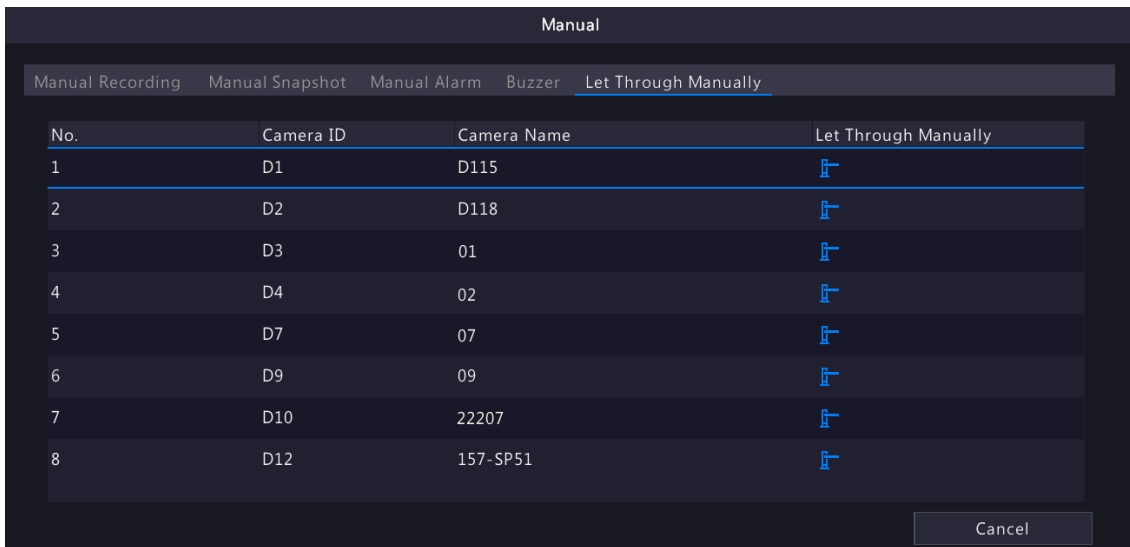 Manual
Manual Recording Manual Snapshot Manual Alarm Buzzer Let Through Manually
No. Camera ID Camera Name Let Through Manually
1 D1 D115
2 D2 D118
3 D3 01
4 D4 02
5 D7 07
6 D9 09
7 D10 22207
8 D12 157-SP51
Cancel